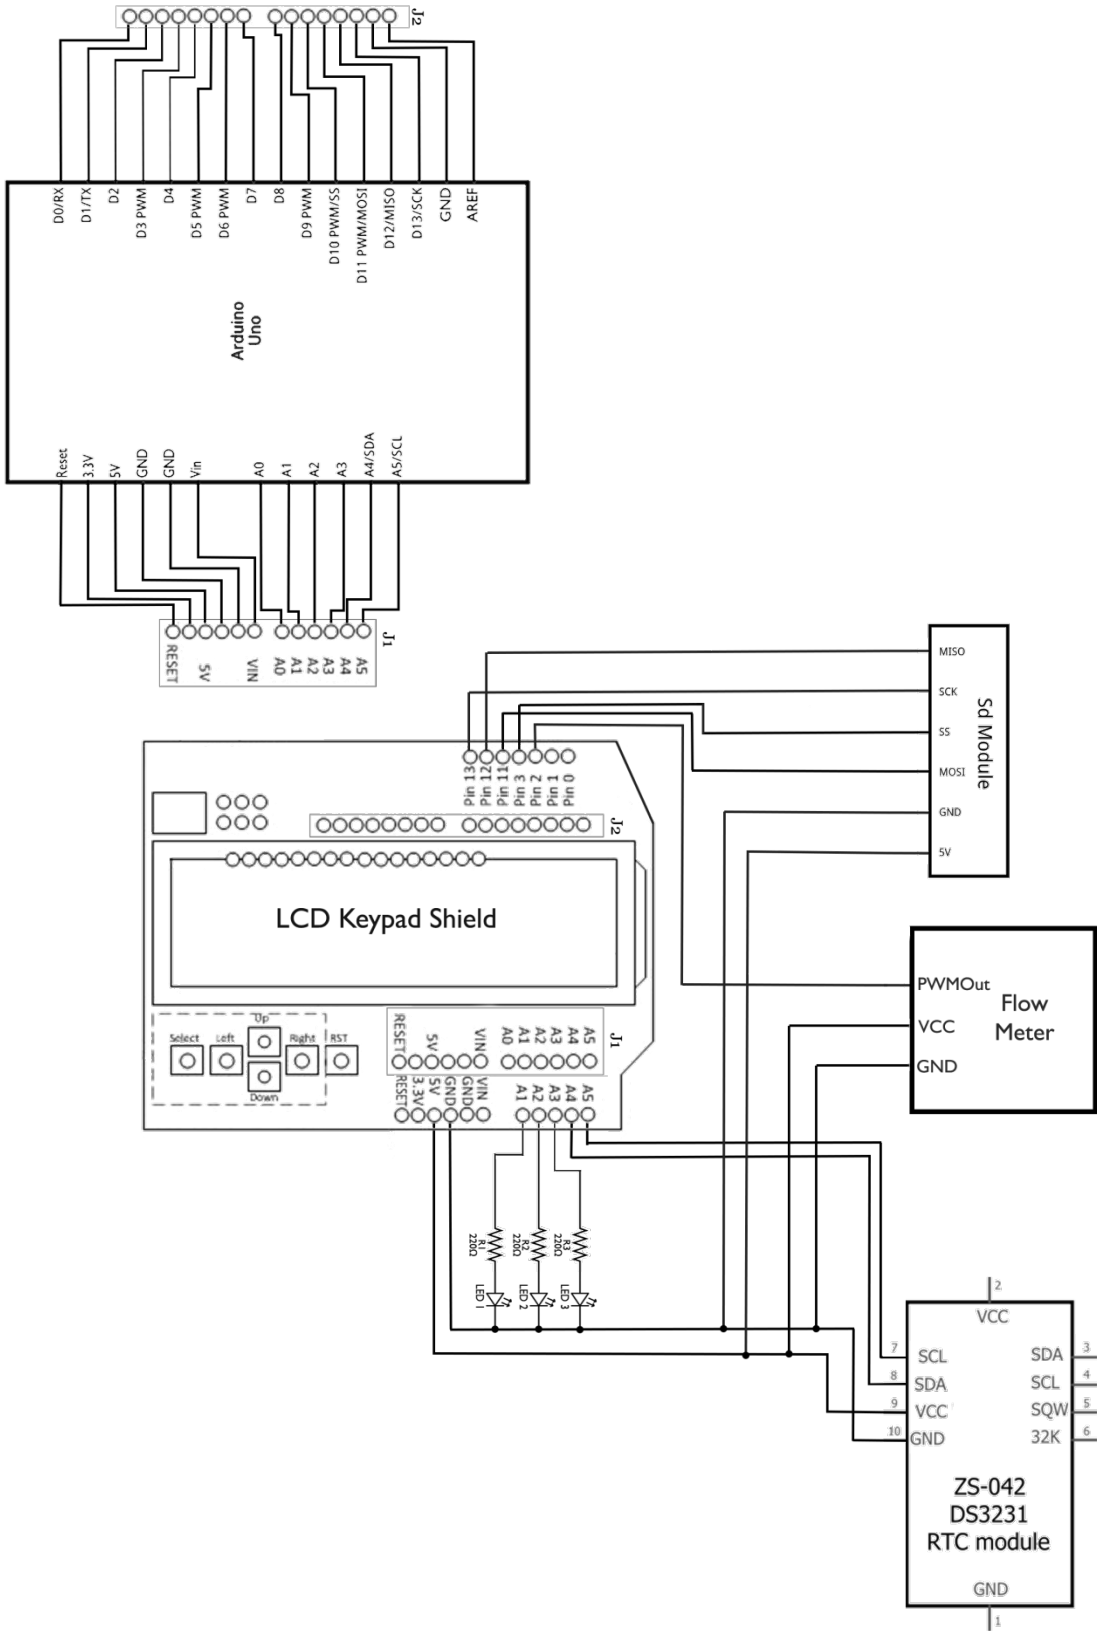 J2
D0/RX
D1/TX
D2
D3 PWM
D4
D5 PWM
D6 PWM
D7
D8
D9 PWM
D10 PWM/SS
D11 PWM/MOSI
D12/MISO
D13/SCK
GND
AREF
Arduino
Uno
Reset
3.3V
5V
GND
GND
Vin
A0
A1
A2
A3
A4/SDA
A5/SCL
J1
RESET
5V
VIN
A0
A1
A2
A3
A4
A5
MISO
SCK
SS
MOSI
GND
5V
Sd Module
Pin 13
Pin 12
Pin 11
Pin 3
Pin 2
Pin 1
Pin 0
J2
LCD Keypad Shield
PWMOut
VCC
GND
Flow
Meter
Select
Left
Up
Down
Right
RST
RESET
5V
VIN
A0
A1
A2
A3
A4
A5
J1
RESET
3.3V
5V
GND
GND
VIN
A1
A2
A3
A4
A5
R1
220Ω
R2
220Ω
R3
220Ω
LED 1
LED 2
LED 3
2
VCC
7 SCL
8 SDA
9 VCC
10 GND
SDA 3
SCL 4
SQW 5
32K 6
ZS-042
DS3231
RTC module
GND
1